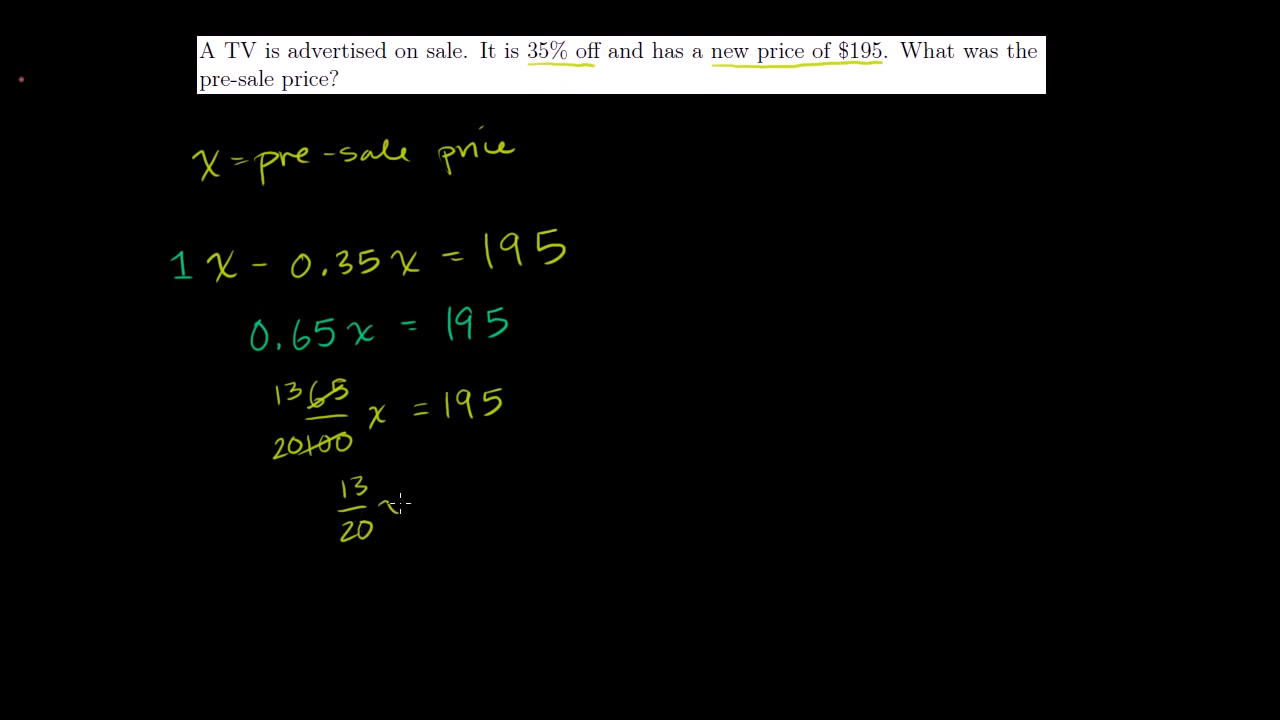 A TV is advertised on sale. It is 35% off and has a new price of $195. What was the
pre-sale price?
x = pre-sale price
1x - 0.35x = 195
0.65x = 195
13 65
x = 195
20 100
13
x
20